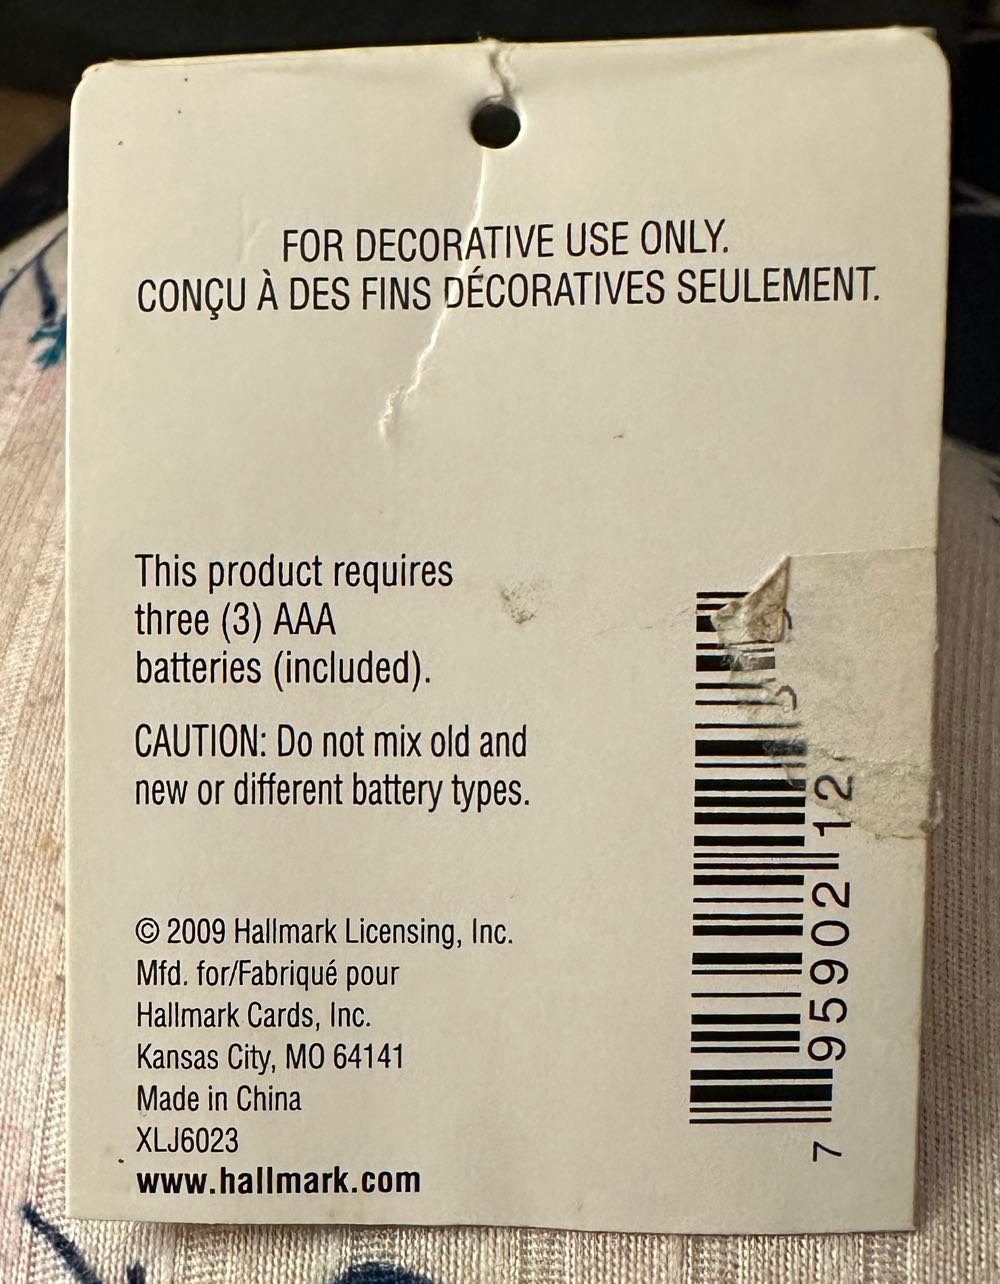 FOR DECORATIVE USE ONLY.
CONÇU À DES FINS DÉCORATIVES SEULEMENT.
This product requires
three (3) AAA
batteries (included).
CAUTION: Do not mix old and
new or different battery types.
© 2009 Hallmark Licensing, Inc.
Mfd. for/Fabriqué pour
Hallmark Cards, Inc.
Kansas City, MO 64141
Made in China
XLJ6023
www.hallmark.com
7 95902 12